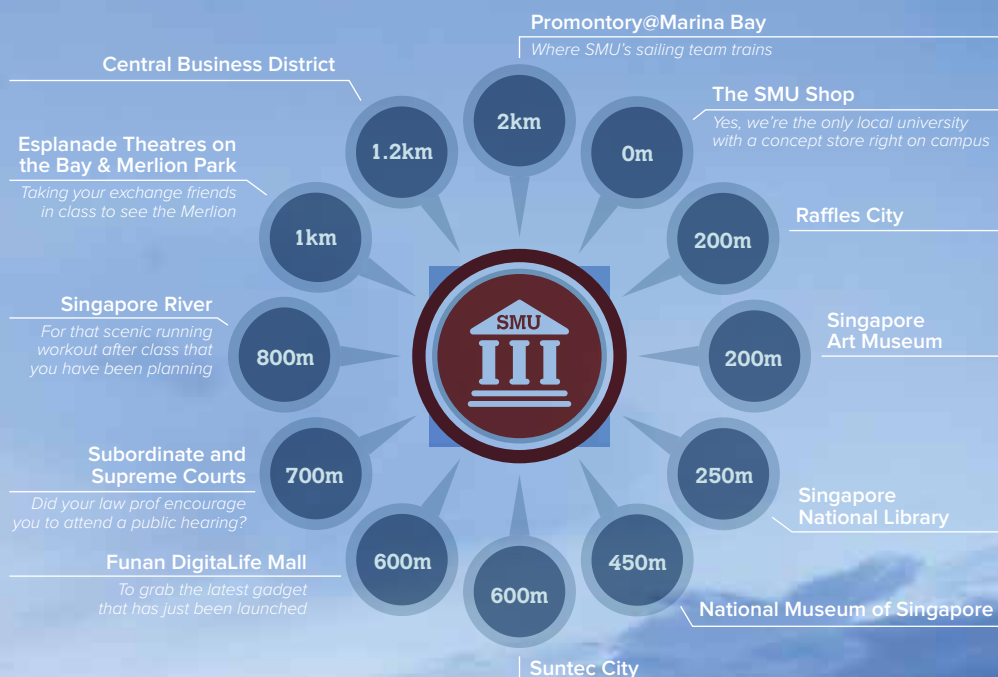 Promontory@Marina Bay
Where SMU's sailing team trains
2km
The SMU Shop
Yes, we're the only local university
with a concept store right on campus
0m
Raffles City
200m
Singapore
Art Museum
200m
Singapore
National Library
250m
National Museum of Singapore
450m
Suntec City
600m
Funan DigitaLife Mall
To grab the latest gadget
that has just been launched
600m
Subordinate and
Supreme Courts
Did your law prof encourage
you to attend a public hearing?
700m
Singapore River
For that scenic running
workout after class that
you have been planning
800m
Esplanade Theatres on
the Bay & Merlion Park
Taking your exchange friends
in class to see the Merlion
1km
Central Business District
1.2km
SMU